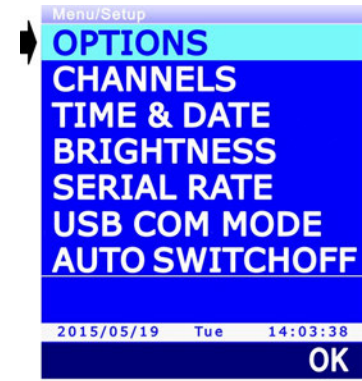 Menu/Setup
OPTIONS
CHANNELS
TIME & DATE
BRIGHTNESS
SERIAL RATE
USB COM MODE
AUTO SWITCHOFF
2015/05/19 Tue 14:03:38
OK